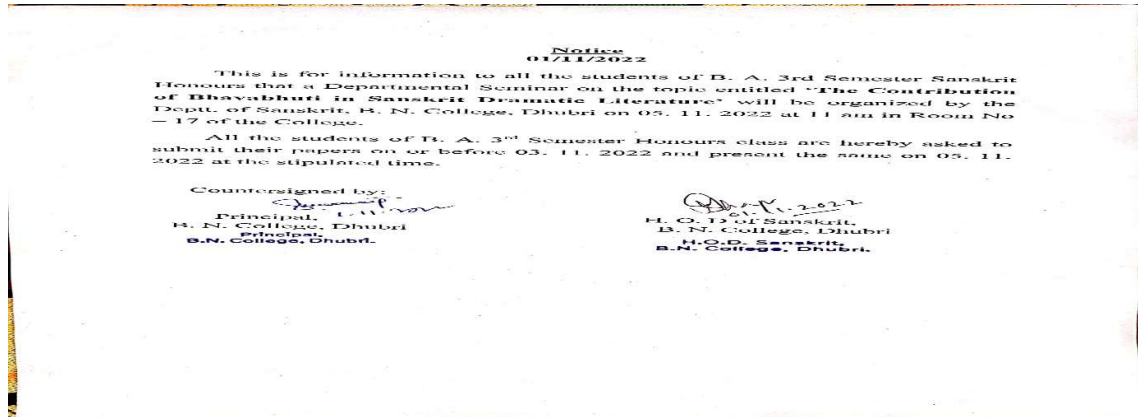 Notice
01/11/2022
This is for information to all the students of B. A. 3rd Semester Sanskrit
Honours that a Departmental Seminar on the topic entitled "The Contribution
of Bhavabhuti in Sanskrit Dramatic Literature" will be organized by the
Deptt. of Sanskrit, B. N. College, Dhubri on 05. 11. 2022 at 11 am in Room No
– 17 of the College.
All the students of B. A. 3rd Semester Honours class are hereby asked to
submit their papers on or before 03. 11. 2022 and present the same on 05. 11.
2022 at the stipulated time.
Countersigned by:
Principal,
B. N. College, Dhubri
Principal,
B.N. College, Dhubri.
01.11.2022
H. O. D of Sanskrit,
B. N. College, Dhubri
H.O.D. Sanskrit,
B.N. College, Dhubri.